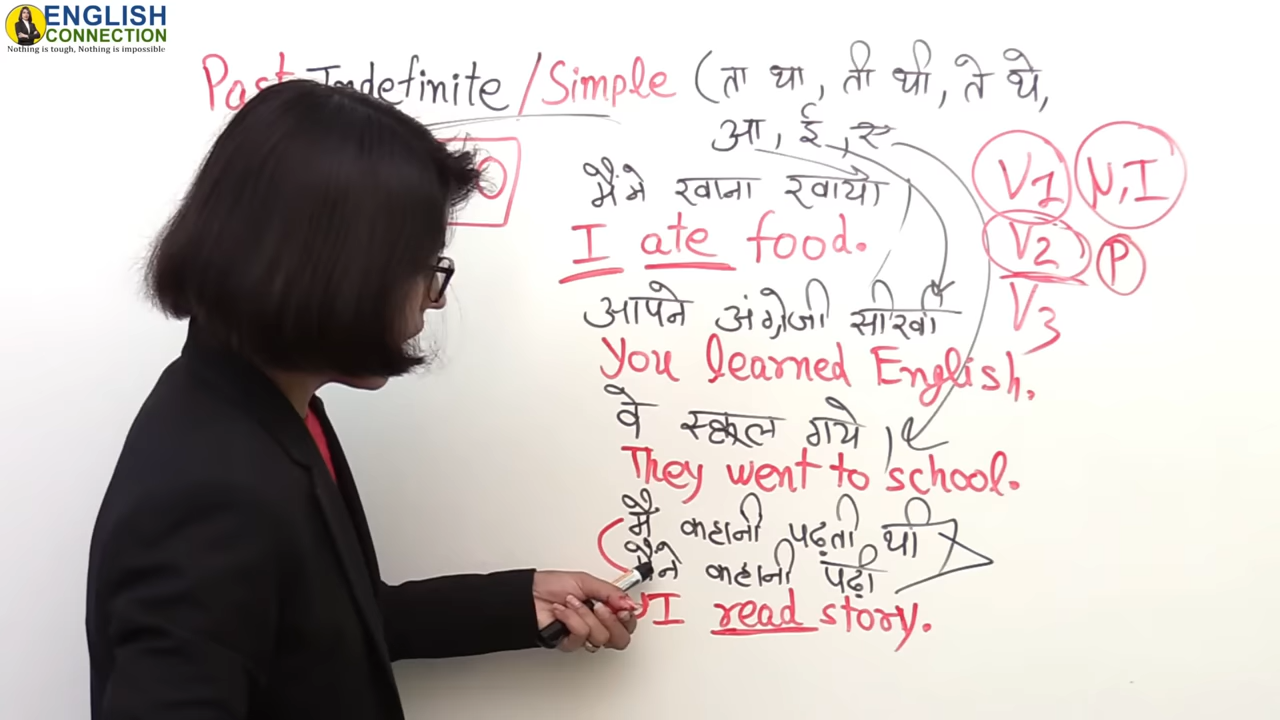 ENGLISH
CONNECTION
Nothing is tough, Nothing is impossible
Past Indefinite / Simple (ता था, ती थी, ते थे,
आ, ई, ए
मैंने खाना खाया।
I ate food.
आपने अंग्रेजी सीखी
You learned English.
वे स्कूल गये।
They went to school.
मैं कहानी पढ़ती थी
मैंने कहानी पढ़ी
I read story.
V1 N, I
V2 P
V3